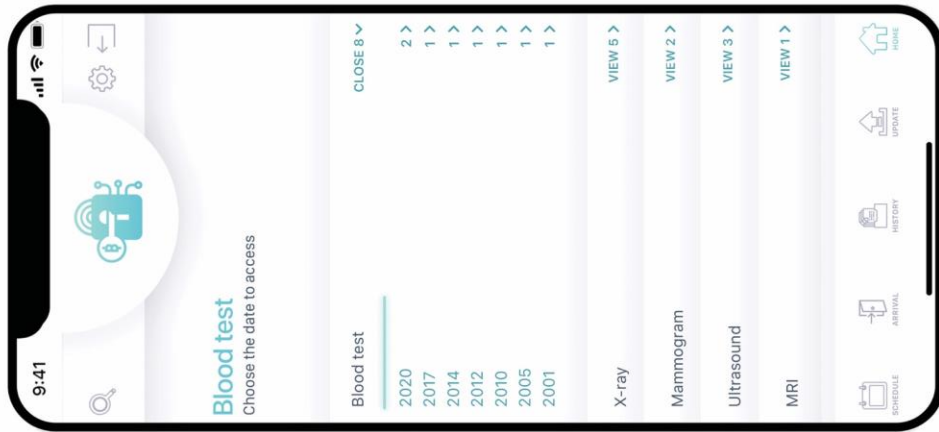 9:41
Blood test
Choose the date to access
Blood test CLOSE 8
2020 2
2017 1
2014 1
2012 1
2010 1
2005 1
2001 1
X-ray VIEW 5
Mammogram VIEW 2
Ultrasound VIEW 3
MRI VIEW 1
SCHEDULE ARRIVAL HISTORY UPDATE HOME